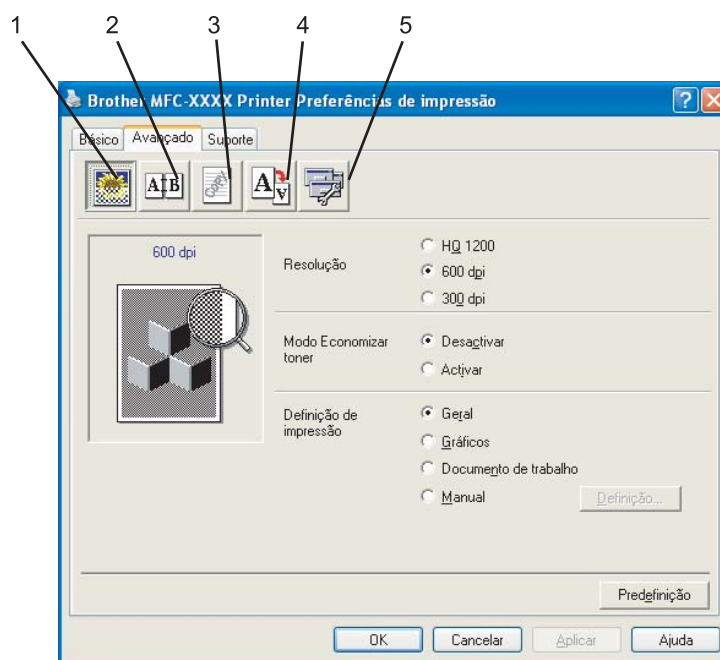 1 2 3 4 5
Brother MFC-XXXX Printer Preferências de impressão
Básico Avançado Suporte
A B COPY A A
600 dpi
Resolução
HQ 1200
600 dpi
300 dpi
Modo Economizar
toner
Desactivar
Activar
Definição de
impressão
Geral
Gráficos
Documento de trabalho
Manual
Definição...
Predefinição
OK Cancelar Aplicar Ajuda